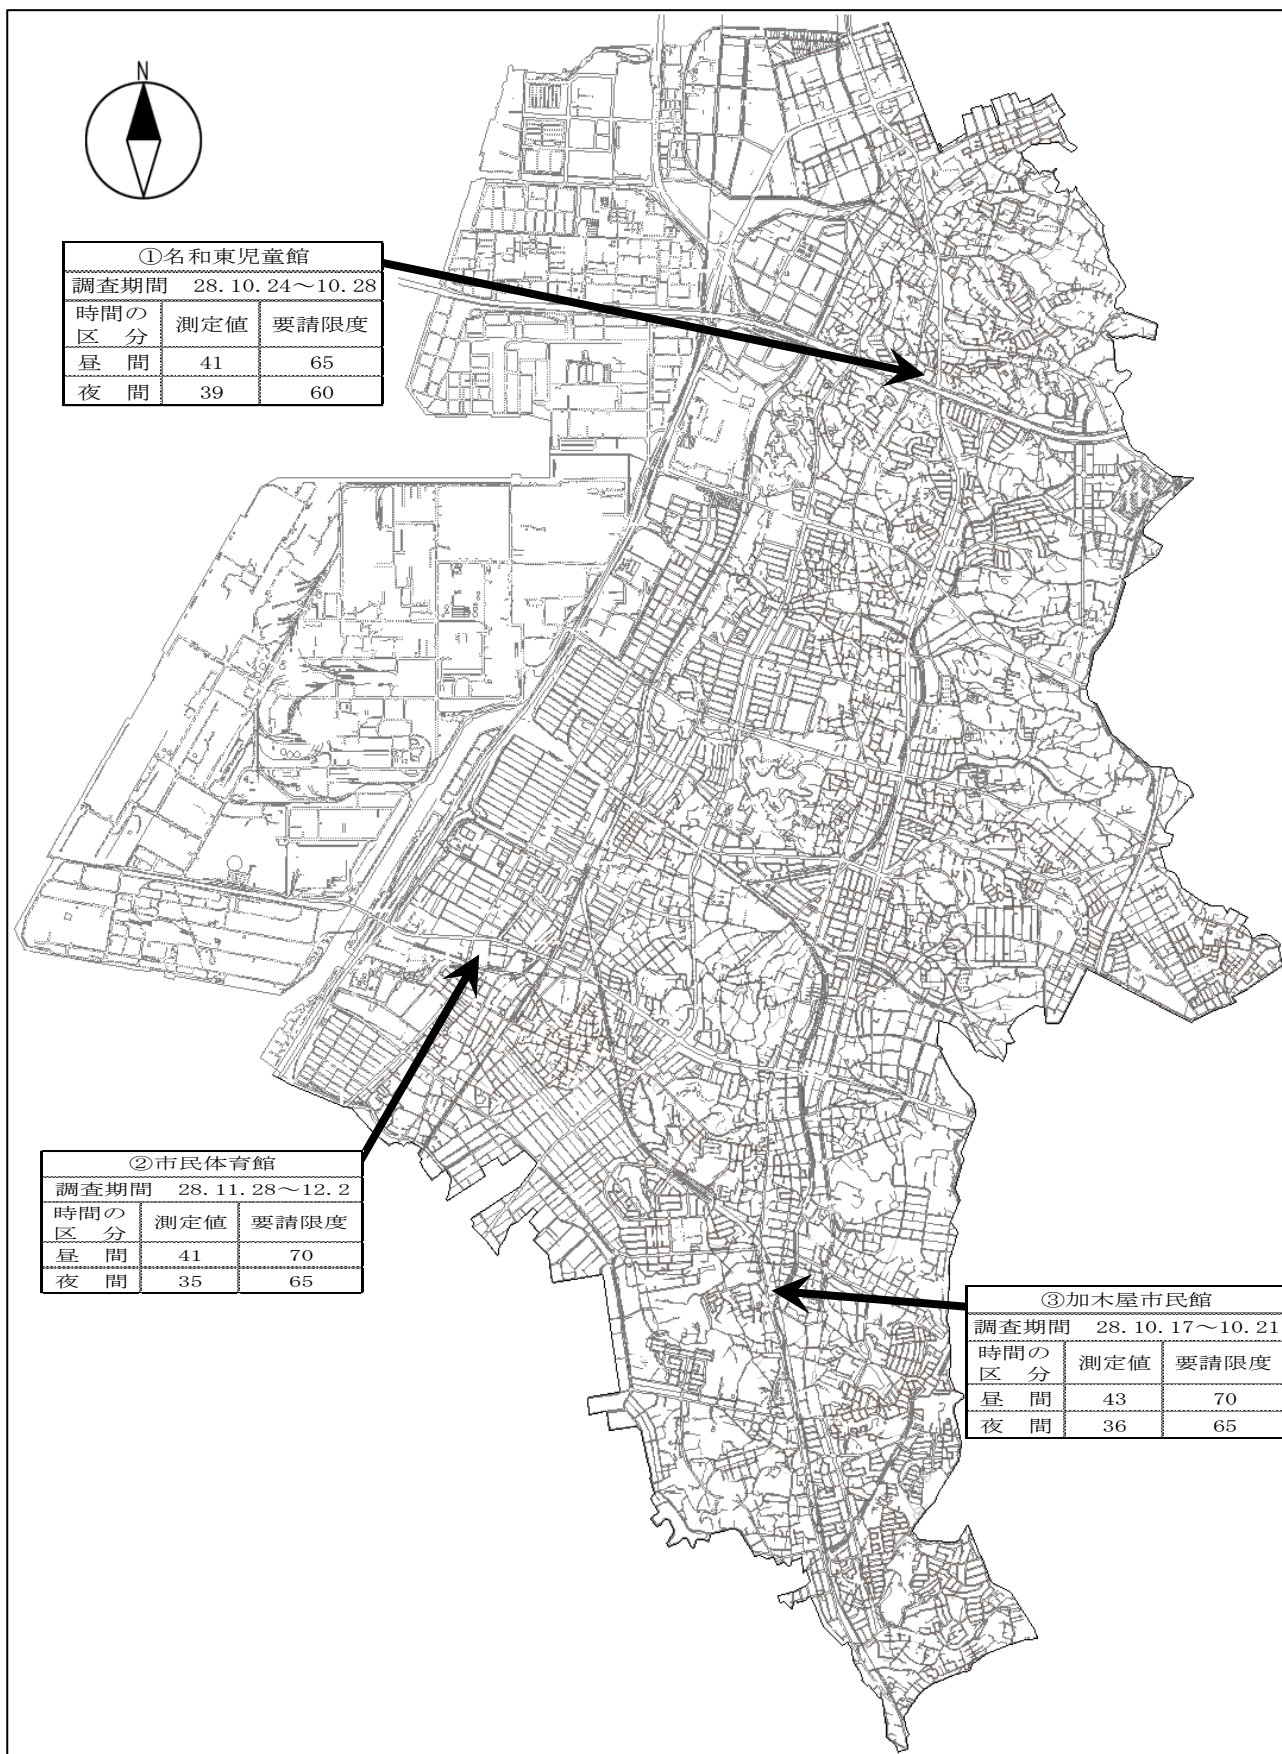 N
①名和東児童館
調査期間 28.10.24～10.28
時間の区分 測定値 要請限度
昼間 41 65
夜間 39 60
②市民体育館
調査期間 28.11.28～12.2
時間の区分 測定値 要請限度
昼間 41 70
夜間 35 65
③加木屋市民館
調査期間 28.10.17～10.21
時間の区分 測定値 要請限度
昼間 43 70
夜間 36 65